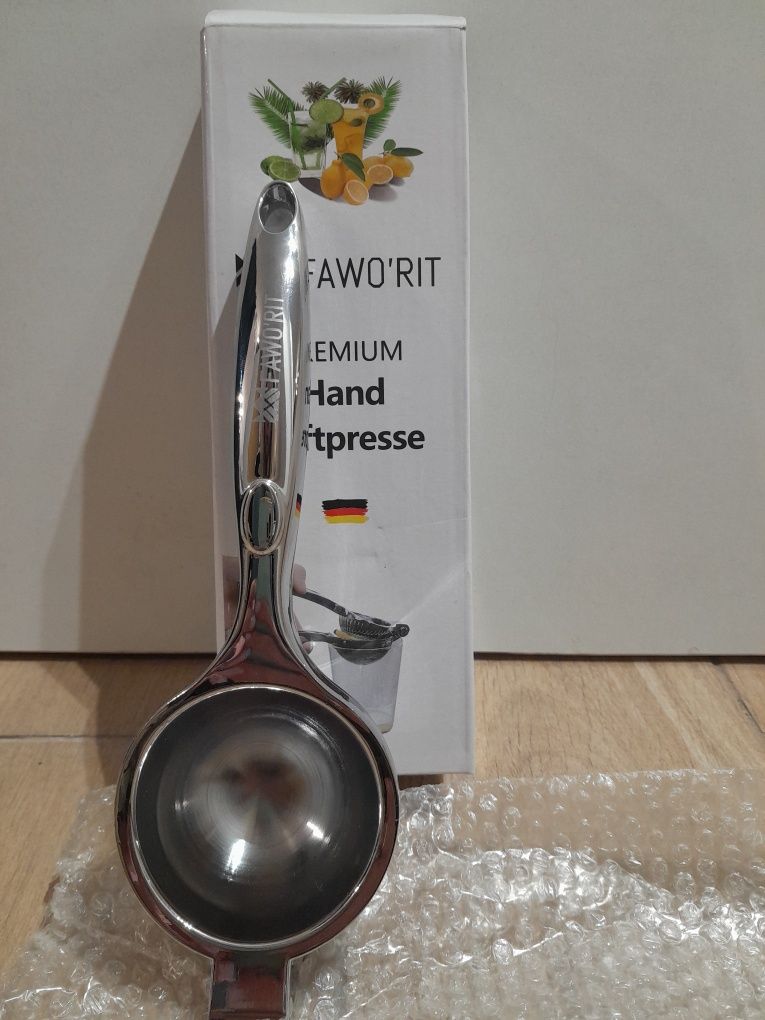 FAWO'RIT
FAWO'RIT
EMIUM
Hand
ftpresse